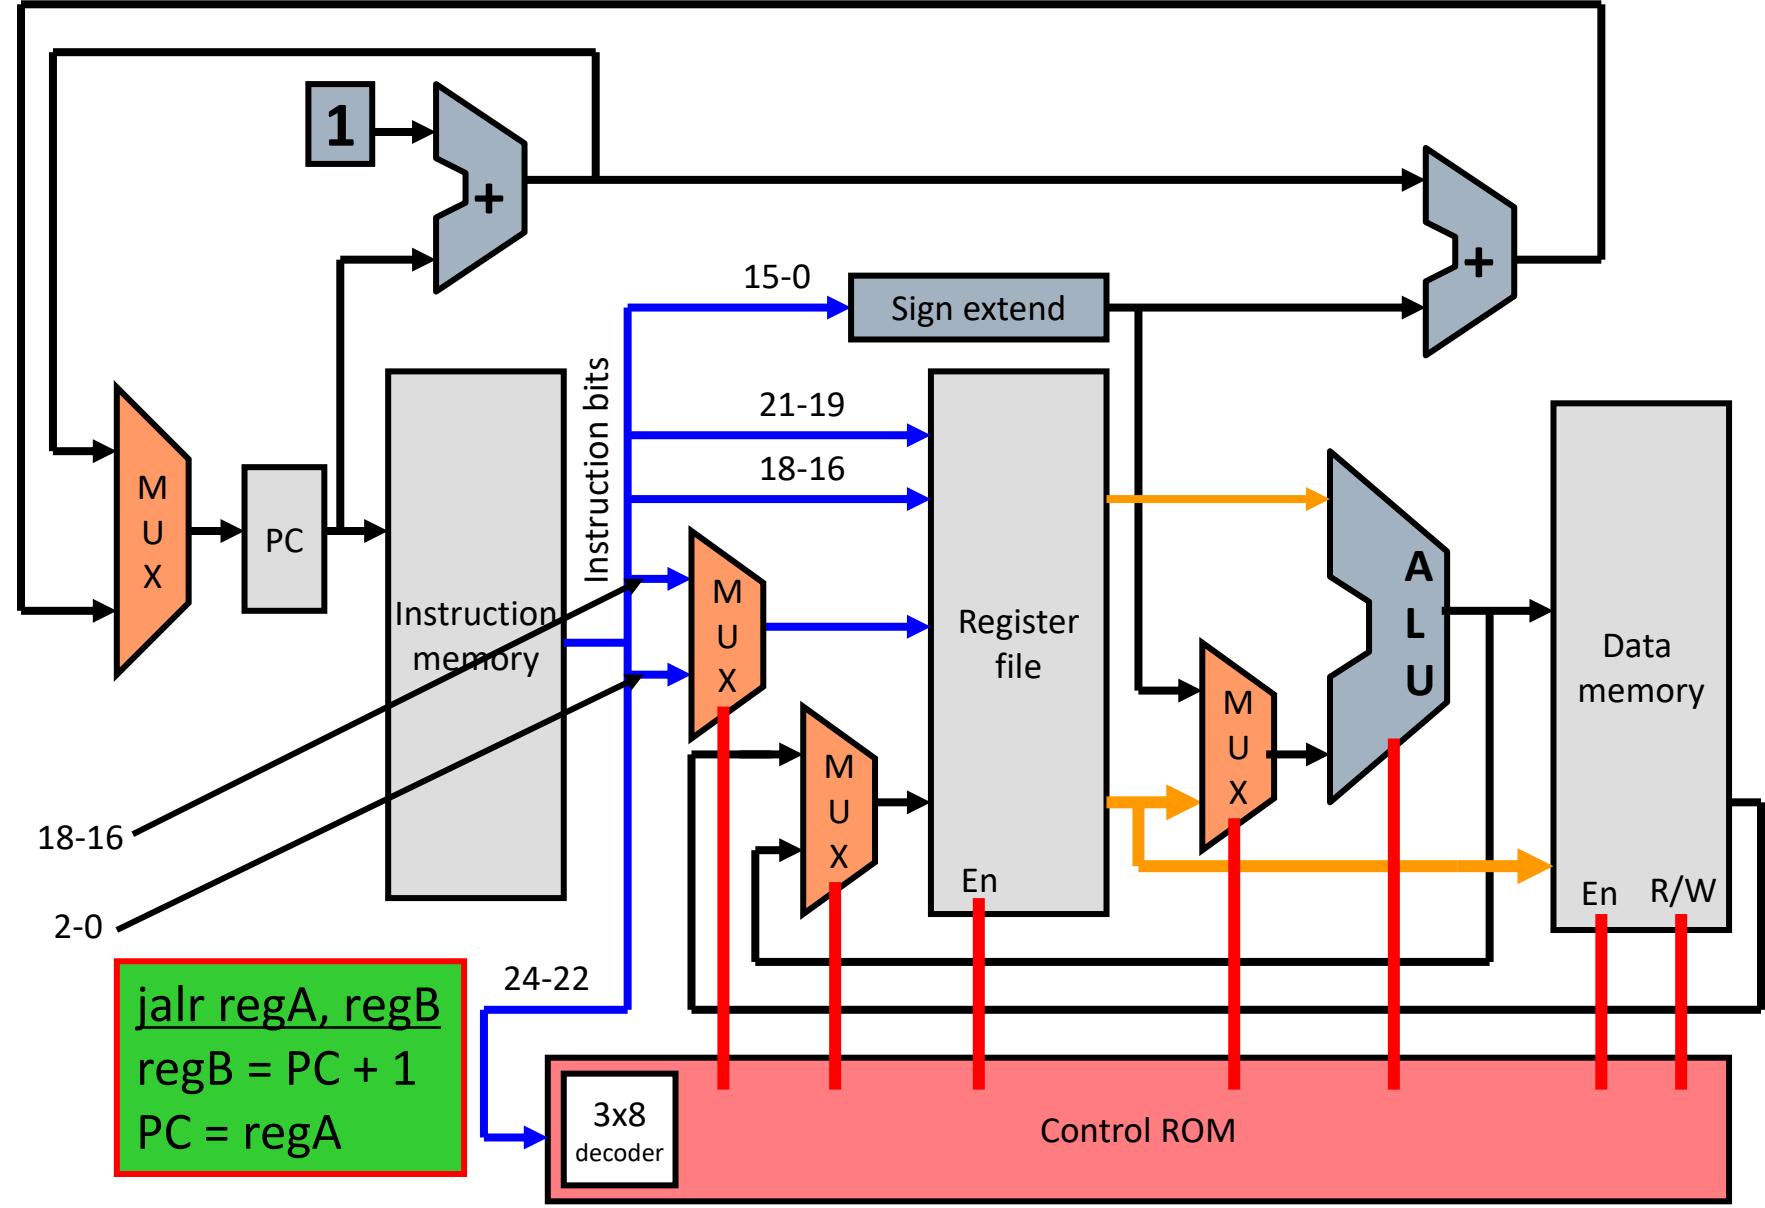 1
+
+
15-0
Sign extend
Instruction bits
21-19
18-16
M
U
X
PC
Instruction
memory
M
U
X
Register
file
A
L
U
Data
memory
M
U
X
M
U
X
18-16
2-0
En
En
R/W
24-22
jalr regA, regB
regB = PC + 1
PC = regA
3x8
decoder
Control ROM